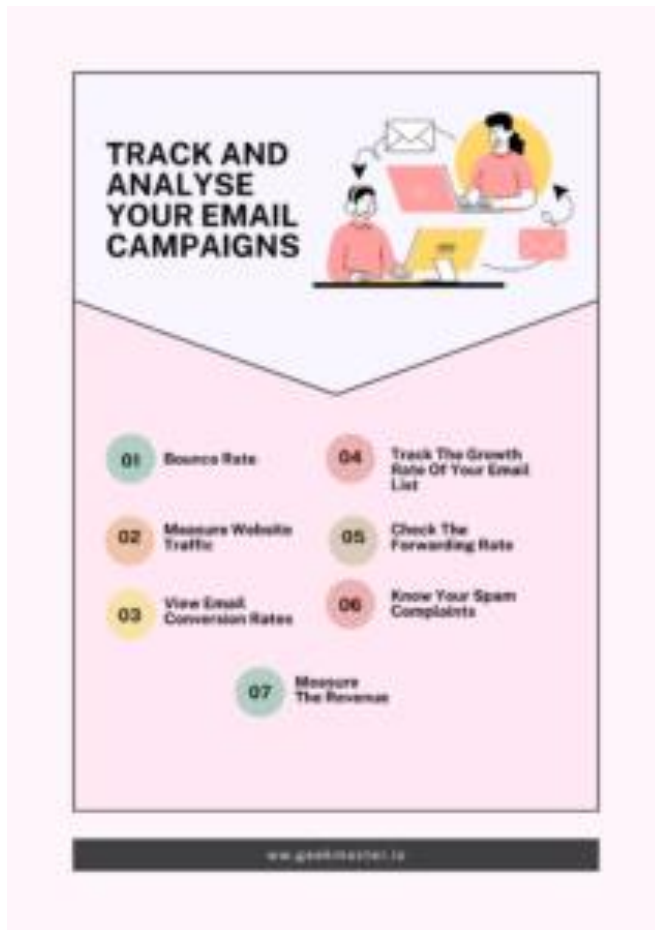 TRACK AND
ANALYSE
YOUR EMAIL
CAMPAIGNS
01
Bounce Rate
02
Measure Website
Traffic
03
View Email
Conversion Rates
04
Track The Growth
Rate Of Your Email
List
05
Check The
Forwarding Rate
06
Know Your Spam
Complaints
07
Measure
The Revenue